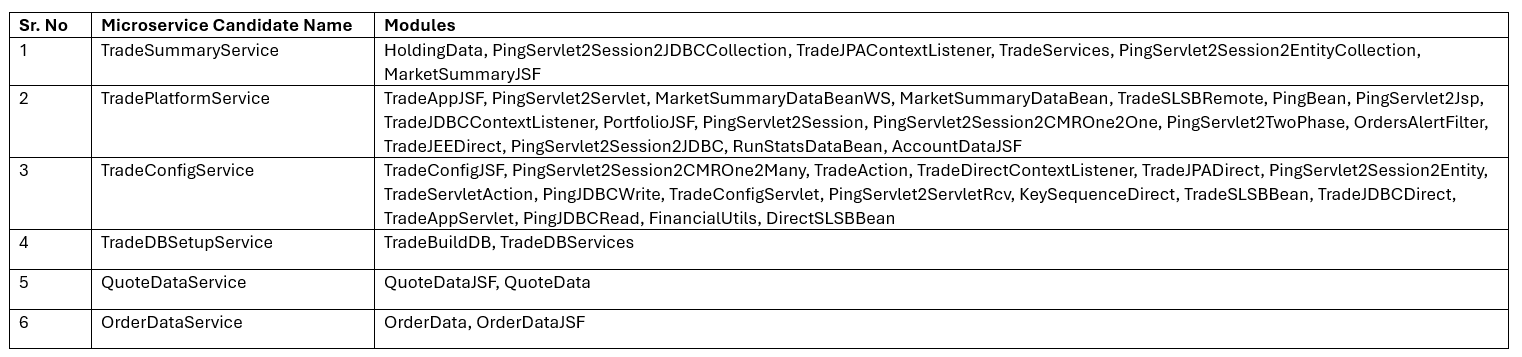 Sr. No Microservice Candidate Name Modules
1 TradeSummaryService HoldingData, PingServlet2Session2JDBCCollection, TradeJPAContextListener, TradeServices, PingServlet2Session2EntityCollection,
MarketSummaryJSF
2 TradePlatformService TradeAppJSF, PingServlet2Servlet, MarketSummaryDataBeanWS, MarketSummaryDataBean, TradeSLSBRemote, PingBean, PingServlet2Jsp,
TradeJDBCContextListener, PortfolioJSF, PingServlet2Session, PingServlet2Session2CMROne2One, PingServlet2TwoPhase, OrdersAlertFilter,
TradeJEEDirect, PingServlet2Session2JDBC, RunStatsDataBean, AccountDataJSF
3 TradeConfigService TradeConfigJSF, PingServlet2Session2CMROne2Many, TradeAction, TradeDirectContextListener, TradeJPADirect, PingServlet2Session2Entity,
TradeServletAction, PingJDBCWrite, TradeConfigServlet, PingServlet2ServletRcv, KeySequenceDirect, TradeSLSBBean, TradeJDBCDirect,
TradeAppServlet, PingJDBCRead, FinancialUtils, DirectSLSBBean
4 TradeDBSetupService TradeBuildDB, TradeDBServices
5 QuoteDataService QuoteDataJSF, QuoteData
6 OrderDataService OrderData, OrderDataJSF